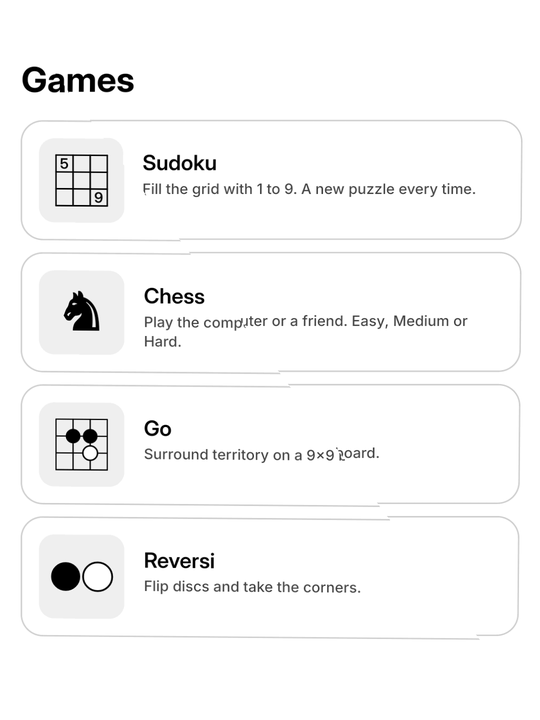 Games
5
9
Sudoku
Fill the grid with 1 to 9. A new puzzle every time.
Chess
Play the computer or a friend. Easy, Medium or
Hard.
Go
Surround territory on a 9×9 board.
Reversi
Flip discs and take the corners.